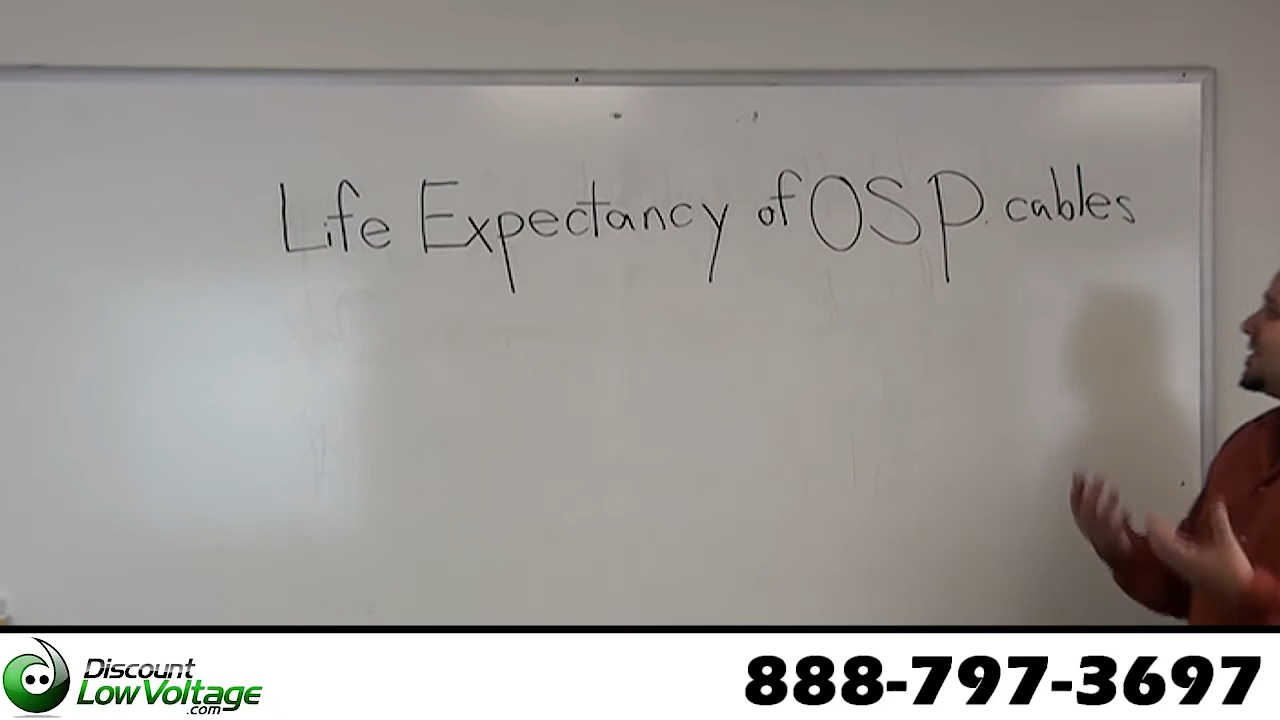 Life Expectancy of OSP. cables
Discount
LowVoltage
.com
888-797-3697